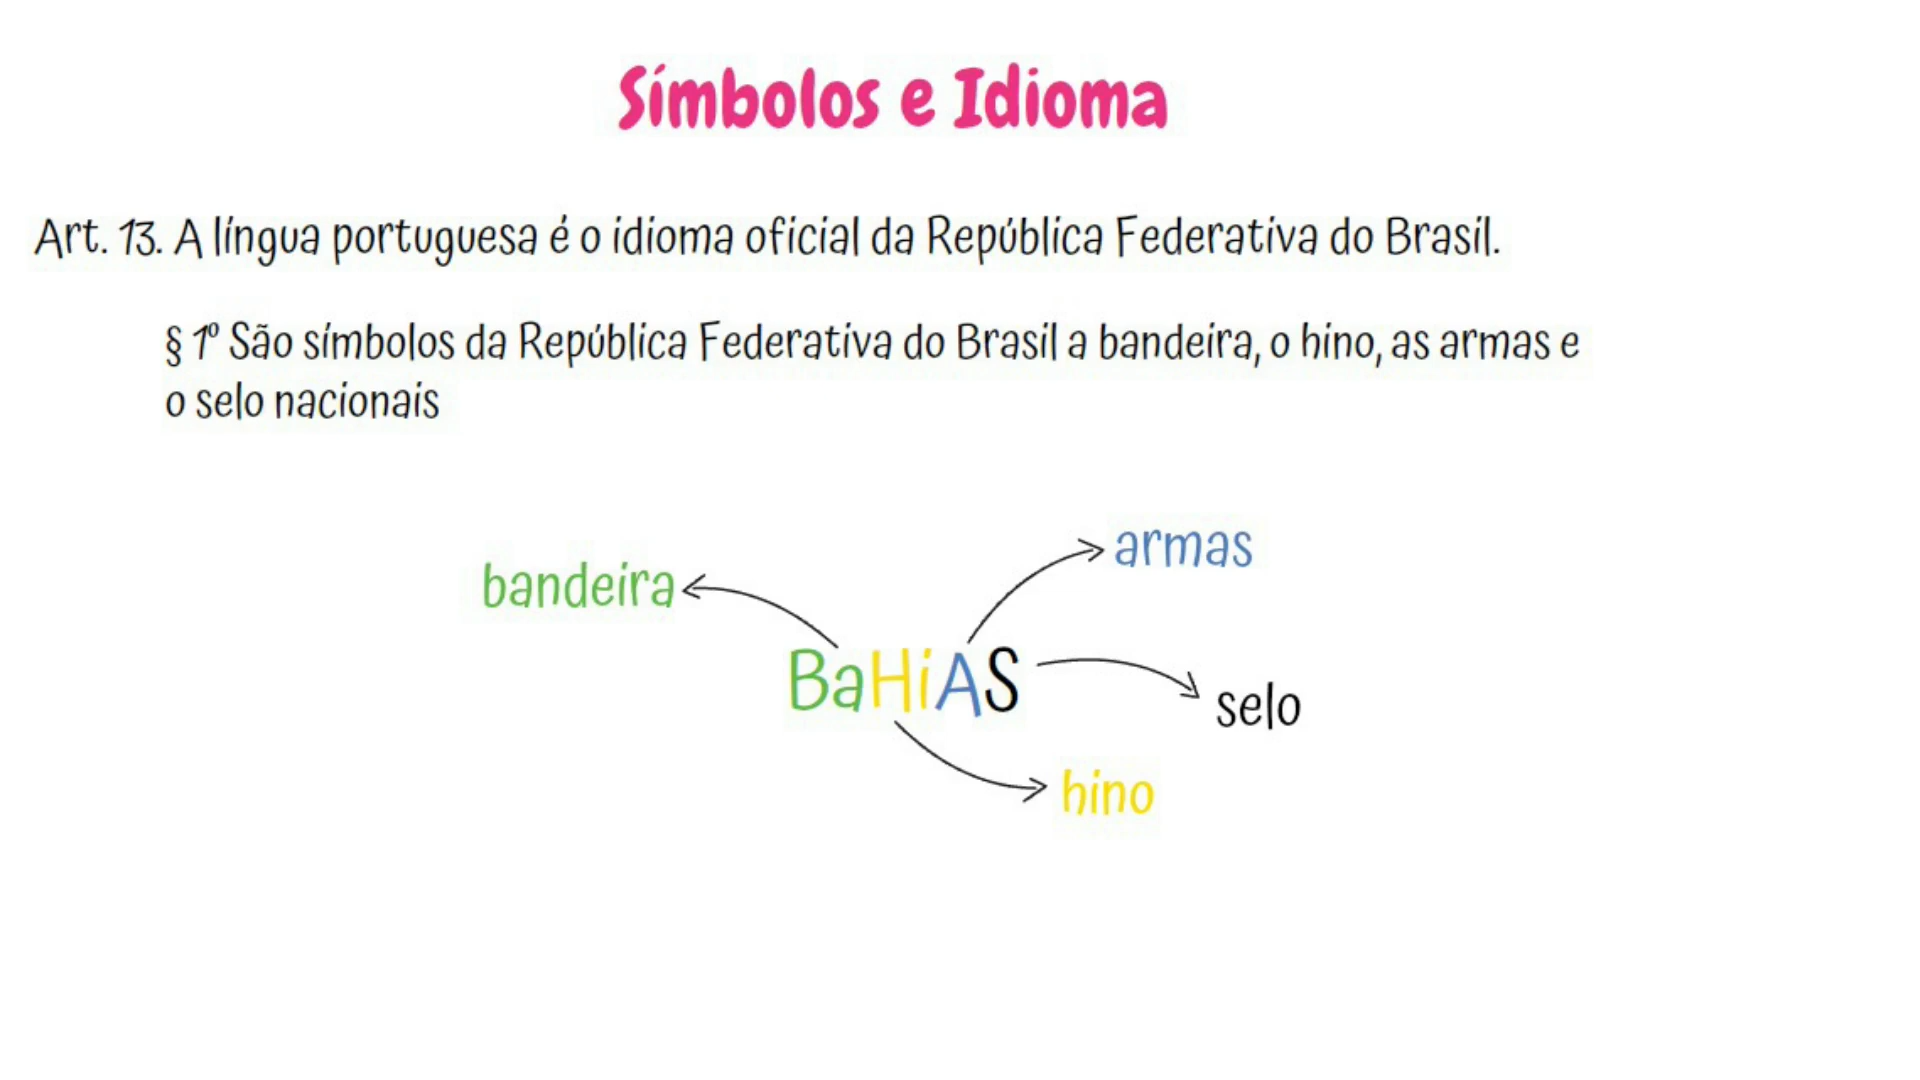 Símbolos e Idioma
Art. 13. A língua portuguesa é o idioma oficial da República Federativa do Brasil.
§ 1º São símbolos da República Federativa do Brasil a bandeira, o hino, as armas e
o selo nacionais
armas
bandeira
BaHiAS
selo
hino